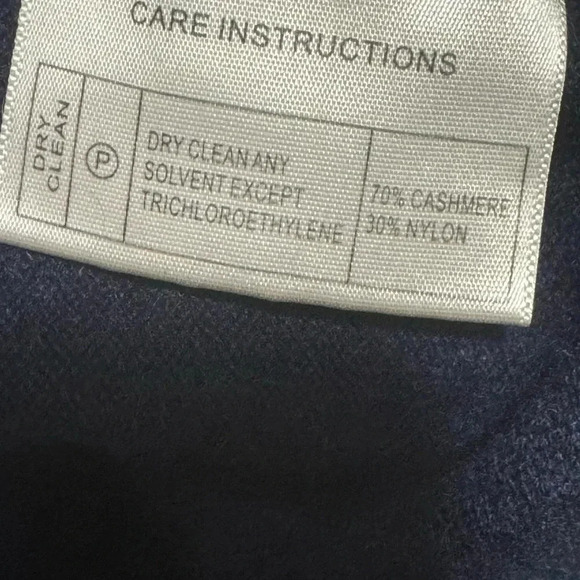 CARE INSTRUCTIONS
DRY
CLEAN
P
DRY CLEAN ANY
SOLVENT EXCEPT
TRICHLOROETHYLENE
70% CASHMERE
30% NYLON